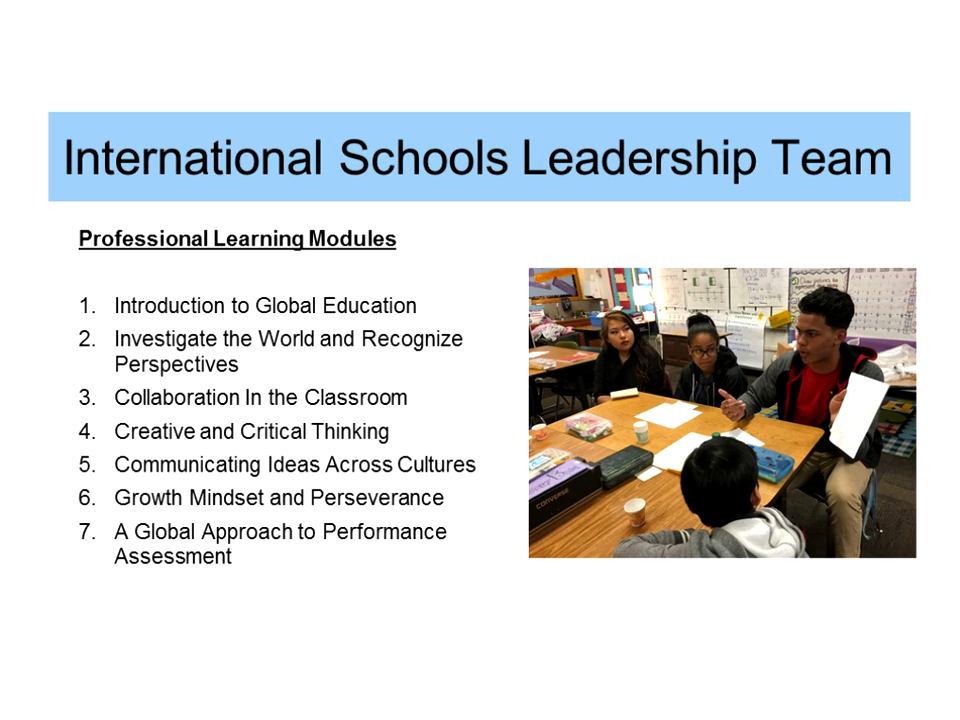 International Schools Leadership Team
Professional Learning Modules
1. Introduction to Global Education
2. Investigate the World and Recognize
Perspectives
3. Collaboration In the Classroom
4. Creative and Critical Thinking
5. Communicating Ideas Across Cultures
6. Growth Mindset and Perseverance
7. A Global Approach to Performance
Assessment
CONVERSE